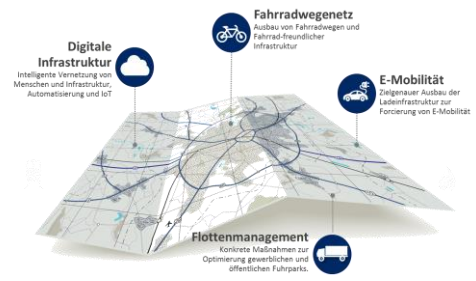 Fahrradwegenetz
Ausbau von Fahrradwegen und
Fahrrad-freundlicher
Infrastruktur
Digitale
Infrastruktur
Intelligente Vernetzung von
Menschen und Infrastruktur,
Automatisierung und IoT
E-Mobilität
Zielgenauer Ausbau der
Ladeinfrastruktur zur
Forcierung von E-Mobilität
Flottenmanagement
Konkrete Maßnahmen zur
Optimierung gewerblichen und
öffentlichen Fuhrparks.